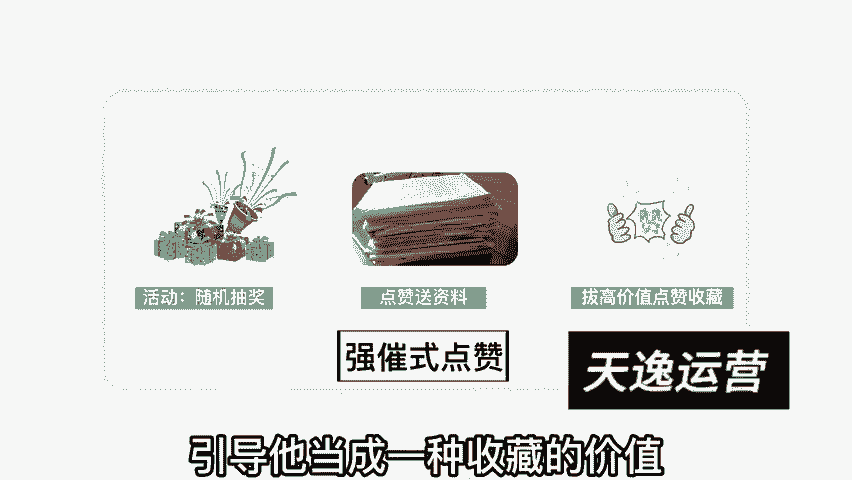 活动：随机抽奖
点赞送资料
拔高价值点赞收藏
强催式点赞
天逸运营
引导他当成一种收藏的价值